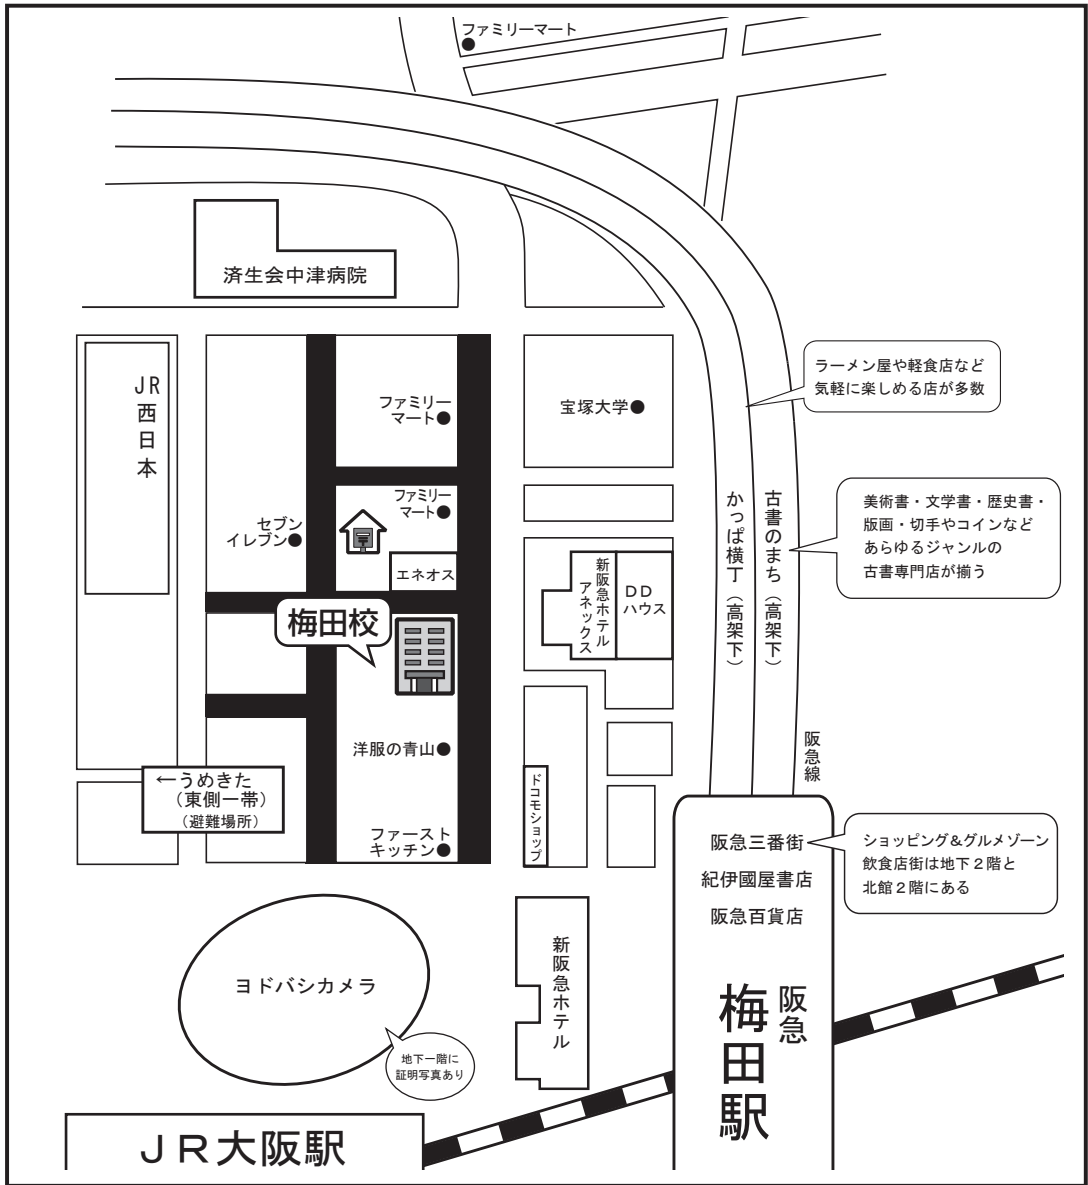 ファミリーマート
済生会中津病院
JR西日本
ファミリー
マート
宝塚大学
ラーメン屋や軽食店など
気軽に楽しめる店が多数
セブン
イレブン
ファミリー
マート
エネオス
新阪急ホテル
アネックス
DD
ハウス
かっぱ横丁（高架下）
古書のまち（高架下）
美術書・文学書・歴史書・
版画・切手やコインなど
あらゆるジャンルの
古書専門店が揃う
梅田校
洋服の青山
阪急線
←うめきた
（東側一帯）
（避難場所）
ドコモショップ
ファースト
キッチン
阪急三番街
紀伊國屋書店
阪急百貨店
ショッピング&グルメゾーン
飲食店街は地下２階と
北館２階にある
ヨドバシカメラ
地下一階に
証明写真あり
新阪急ホテル
阪急
梅田駅
ＪＲ大阪駅